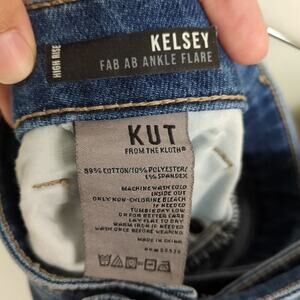 HIGH RISE
KELSEY
FAB AB ANKLE FLARE
KUT
FROM THE KLOTH®
89% COTTON/10% POLYESTER/
1% SPANDEX
MACHINE WASH COLD
INSIDE OUT
ONLY NON-CHLORINE BLEACH
IF NEEDED
TUMBLE DRY LOW
OR FOR BETTER CARE
LAY FLAT TO DRY
WARM IRON IF NEEDED
WASH ONCE BEFORE WEARING
MADE IN CHINA